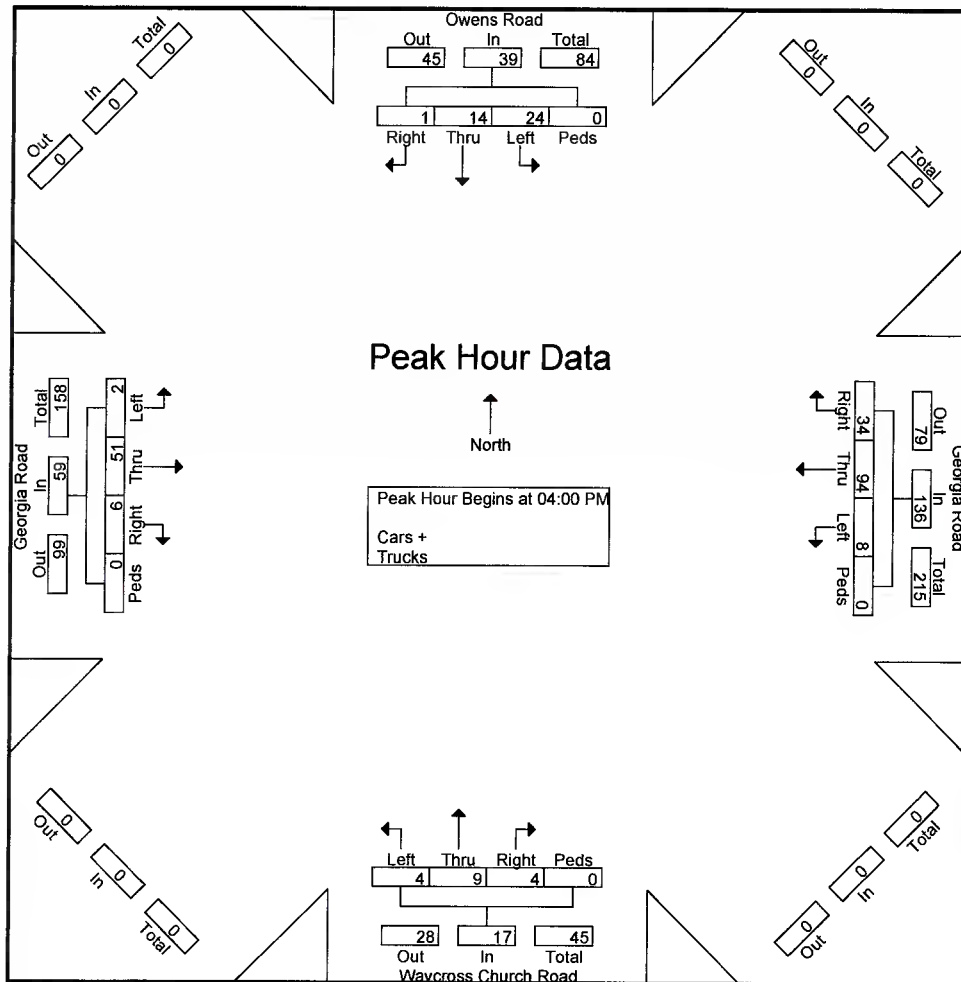 Owens Road
Out In Total
45 39 84
1 14 24 0
Right Thru Left Peds
Total
0
In
0
Out
0
Out
0
In
0
Total
0
Peak Hour Data
North
Peak Hour Begins at 04:00 PM
Cars +
Trucks
Georgia Road
Total In Out
158 59 99
2 51 6 0
Left Thru Right Peds
Right Thru Left Peds
34 94 8 0
Out In Total
79 136 215
Georgia Road
Left Thru Right Peds
4 9 4 0
28 17 45
Out In Total
Waycross Church Road
0
Out
0
In
0
Total
0
Total
0
In
0
Out